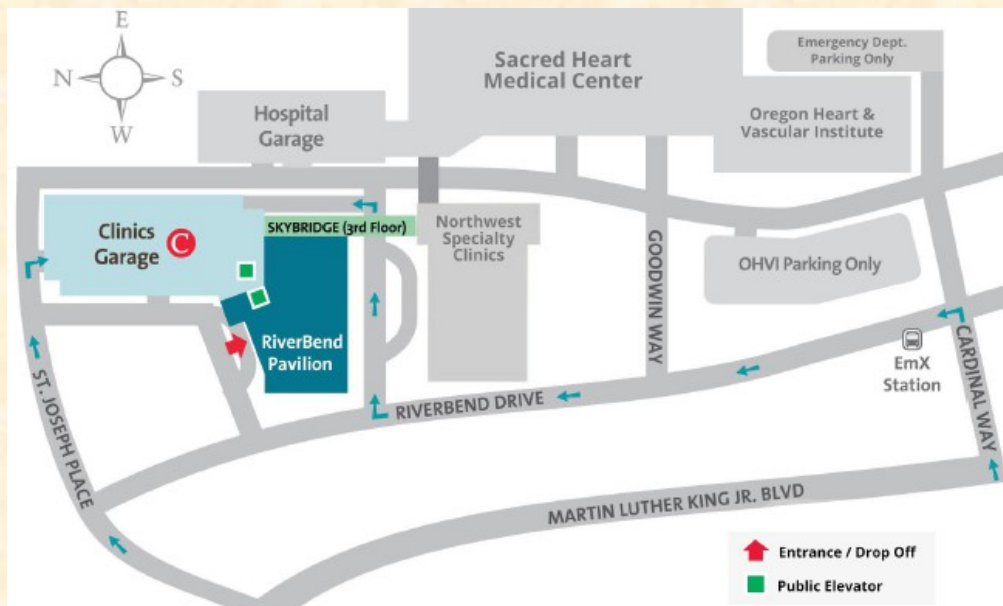 E
N
S
W
Sacred Heart
Medical Center
Emergency Dept.
Parking Only
Hospital
Garage
Oregon Heart &
Vascular Institute
Clinics
Garage
C
SKYBRIDGE (3rd Floor)
Northwest
Specialty
Clinics
GOODWIN WAY
OHVI Parking Only
RiverBend
Pavilion
EmX
Station
CARDINAL WAY
ST. JOSEPH PLACE
RIVERBEND DRIVE
MARTIN LUTHER KING JR. BLVD
Entrance / Drop Off
Public Elevator